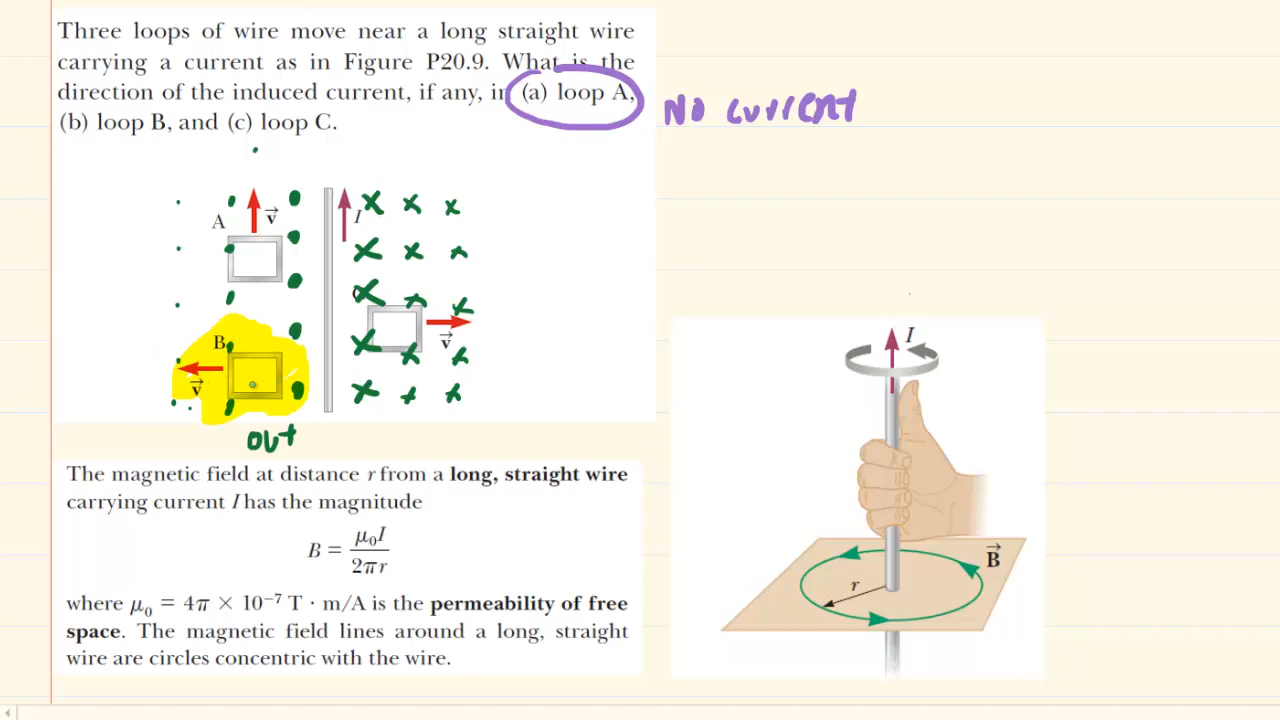 Three loops of wire move near a long straight wire
carrying a current as in Figure P20.9. What is the
direction of the induced current, if any, in (a) loop A,
(b) loop B, and (c) loop C.
No current
A
v
I
B
v
v
out
The magnetic field at distance r from a long, straight wire
carrying current I has the magnitude
B = μ₀I / 2πr
where μ₀ = 4π × 10⁻⁷ T · m/A is the permeability of free
space. The magnetic field lines around a long, straight
wire are circles concentric with the wire.
I
B
r